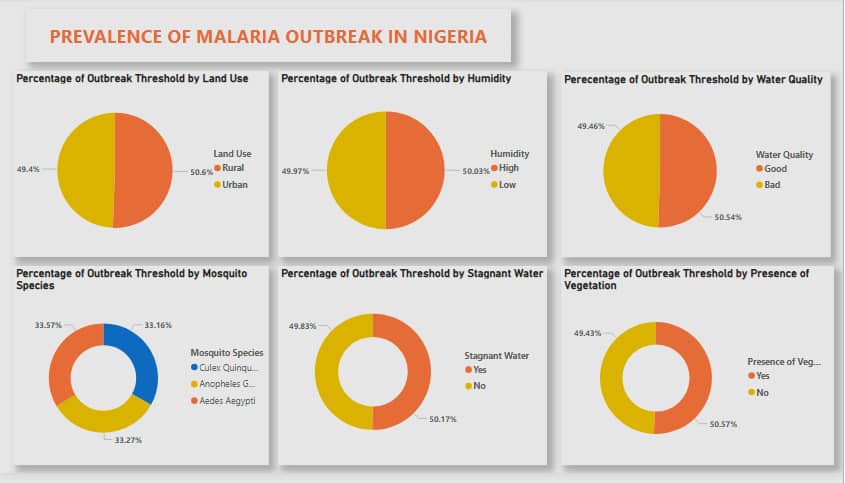 PREVALENCE OF MALARIA OUTBREAK IN NIGERIA
Percentage of Outbreak Threshold by Land Use
49.4%
50.6%
Land Use
Rural
Urban
Percentage of Outbreak Threshold by Humidity
49.97%
50.03%
Humidity
High
Low
Perecentage of Outbreak Threshold by Water Quality
49.46%
50.54%
Water Quality
Good
Bad
Percentage of Outbreak Threshold by Mosquito
Species
33.57%
33.16%
33.27%
Mosquito Species
Culex Quinqu...
Anopheles G...
Aedes Aegypti
Percentage of Outbreak Threshold by Stagnant Water
49.83%
50.17%
Stagnant Water
Yes
No
Percentage of Outbreak Threshold by Presence of
Vegetation
49.43%
50.57%
Presence of Veg...
Yes
No